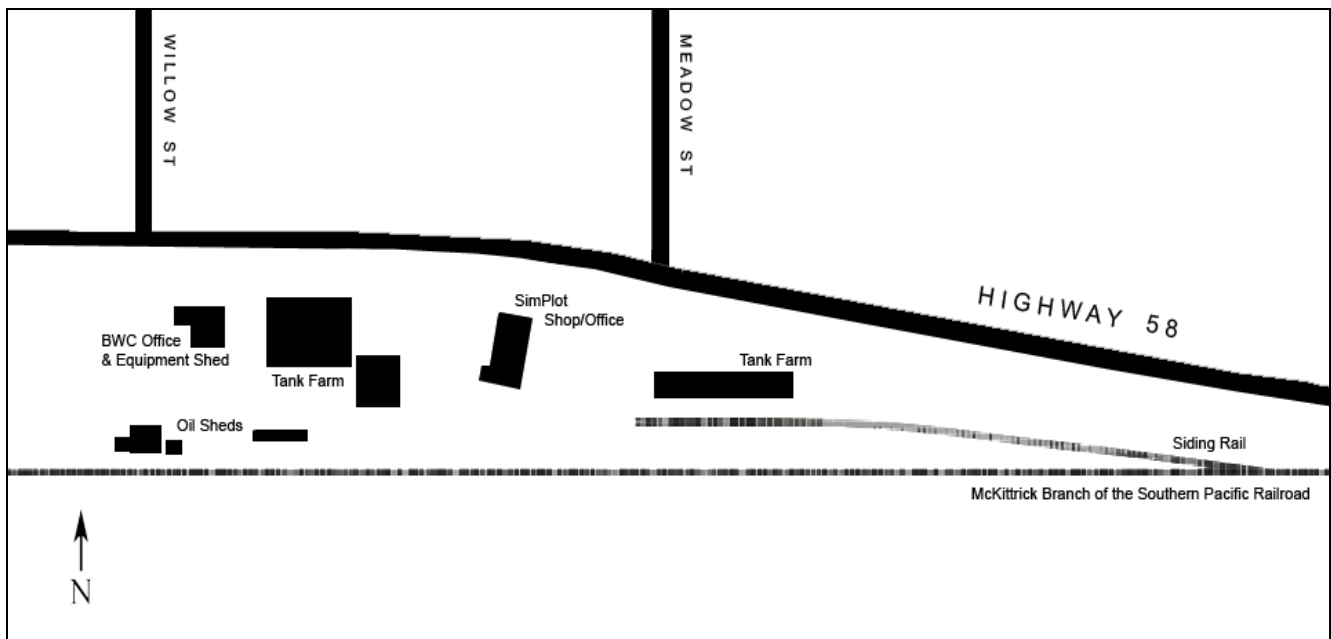 WILLOW ST
MEADOW ST
HIGHWAY 58
SimPlot
Shop/Office
BWC Office
& Equipment Shed
Tank Farm
Tank Farm
Oil Sheds
Siding Rail
McKittrick Branch of the Southern Pacific Railroad
N